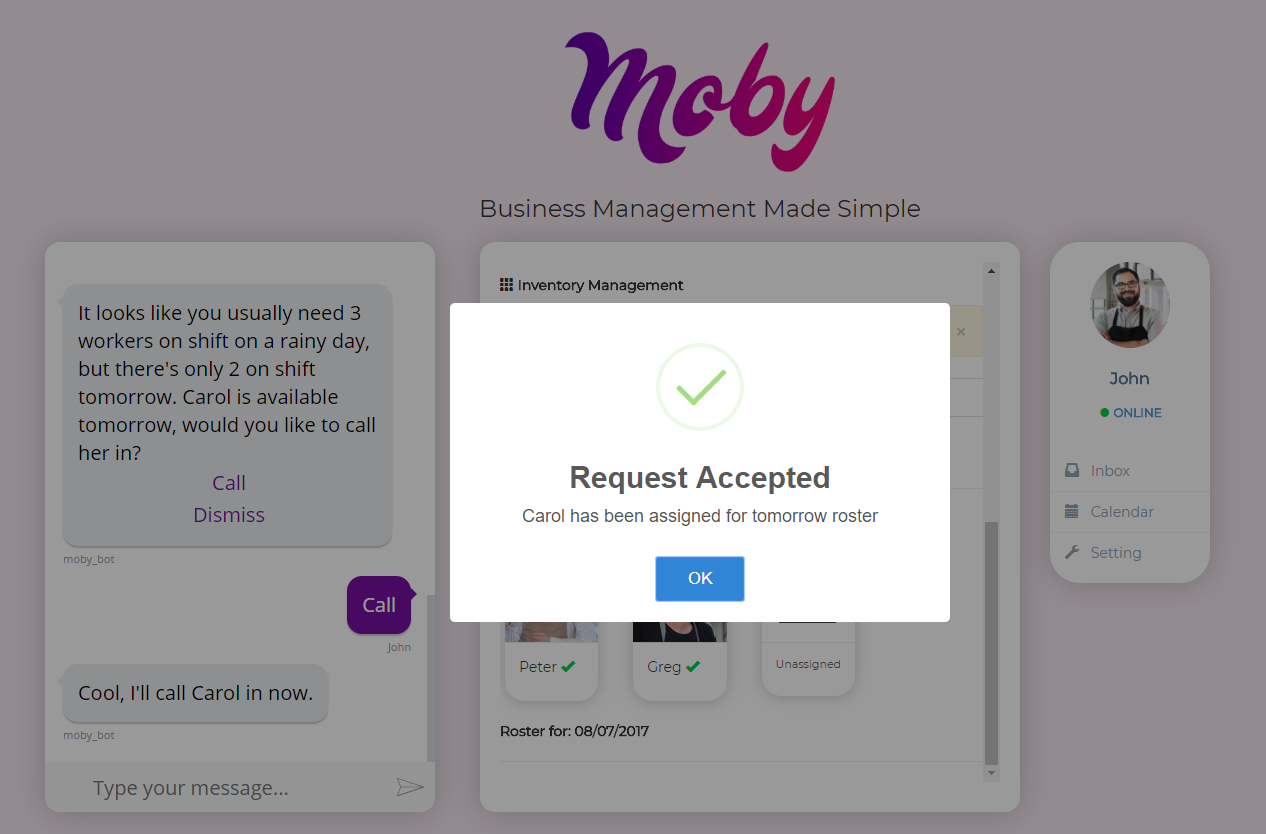 Moby
Business Management Made Simple
It looks like you usually need 3
workers on shift on a rainy day,
but there's only 2 on shift
tomorrow. Carol is available
tomorrow, would you like to call
her in?
Call
Dismiss
moby_bot
Call
John
Cool, I'll call Carol in now.
moby_bot
Type your message...
Inventory Management
×
Request Accepted
Carol has been assigned for tomorrow roster
OK
Peter
Greg
Unassigned
Roster for: 08/07/2017
John
ONLINE
Inbox
Calendar
Setting